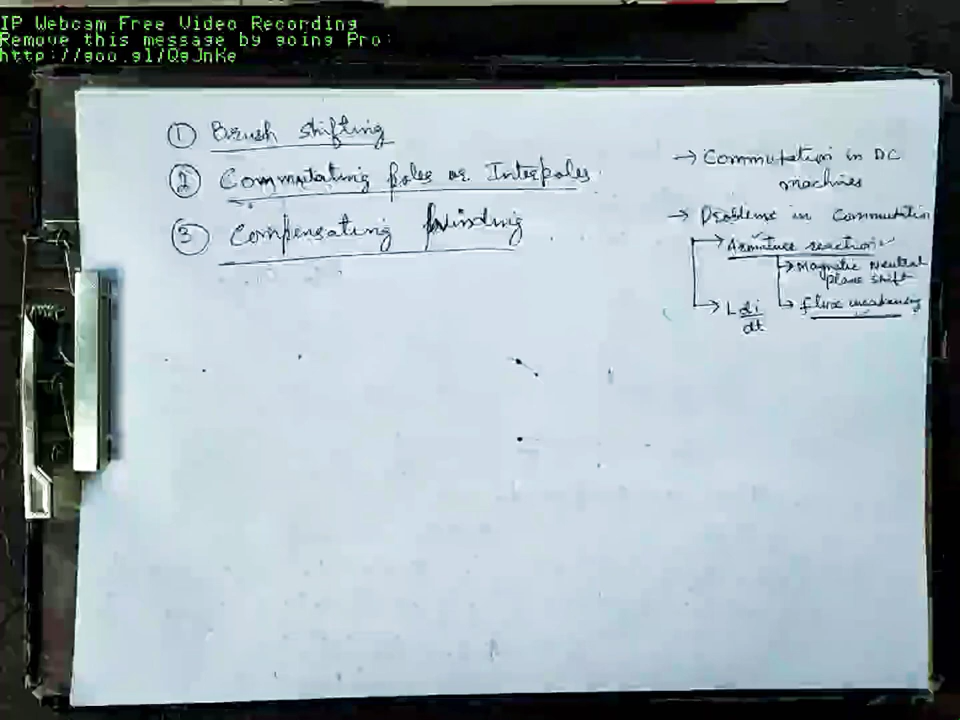 IP Webcam Free Video Recording
Remove this message by going Pro:
http://goo.gl/QgJnKe
① Brush shifting
② Commutating poles or Interpoles
③ Compensating Winding
→ Commutation in DC
machines
→ Problems in Commutation
→ Armature reaction
→ Magnetic Neutral
plane shift
→ flux weakening
→ L di/dt